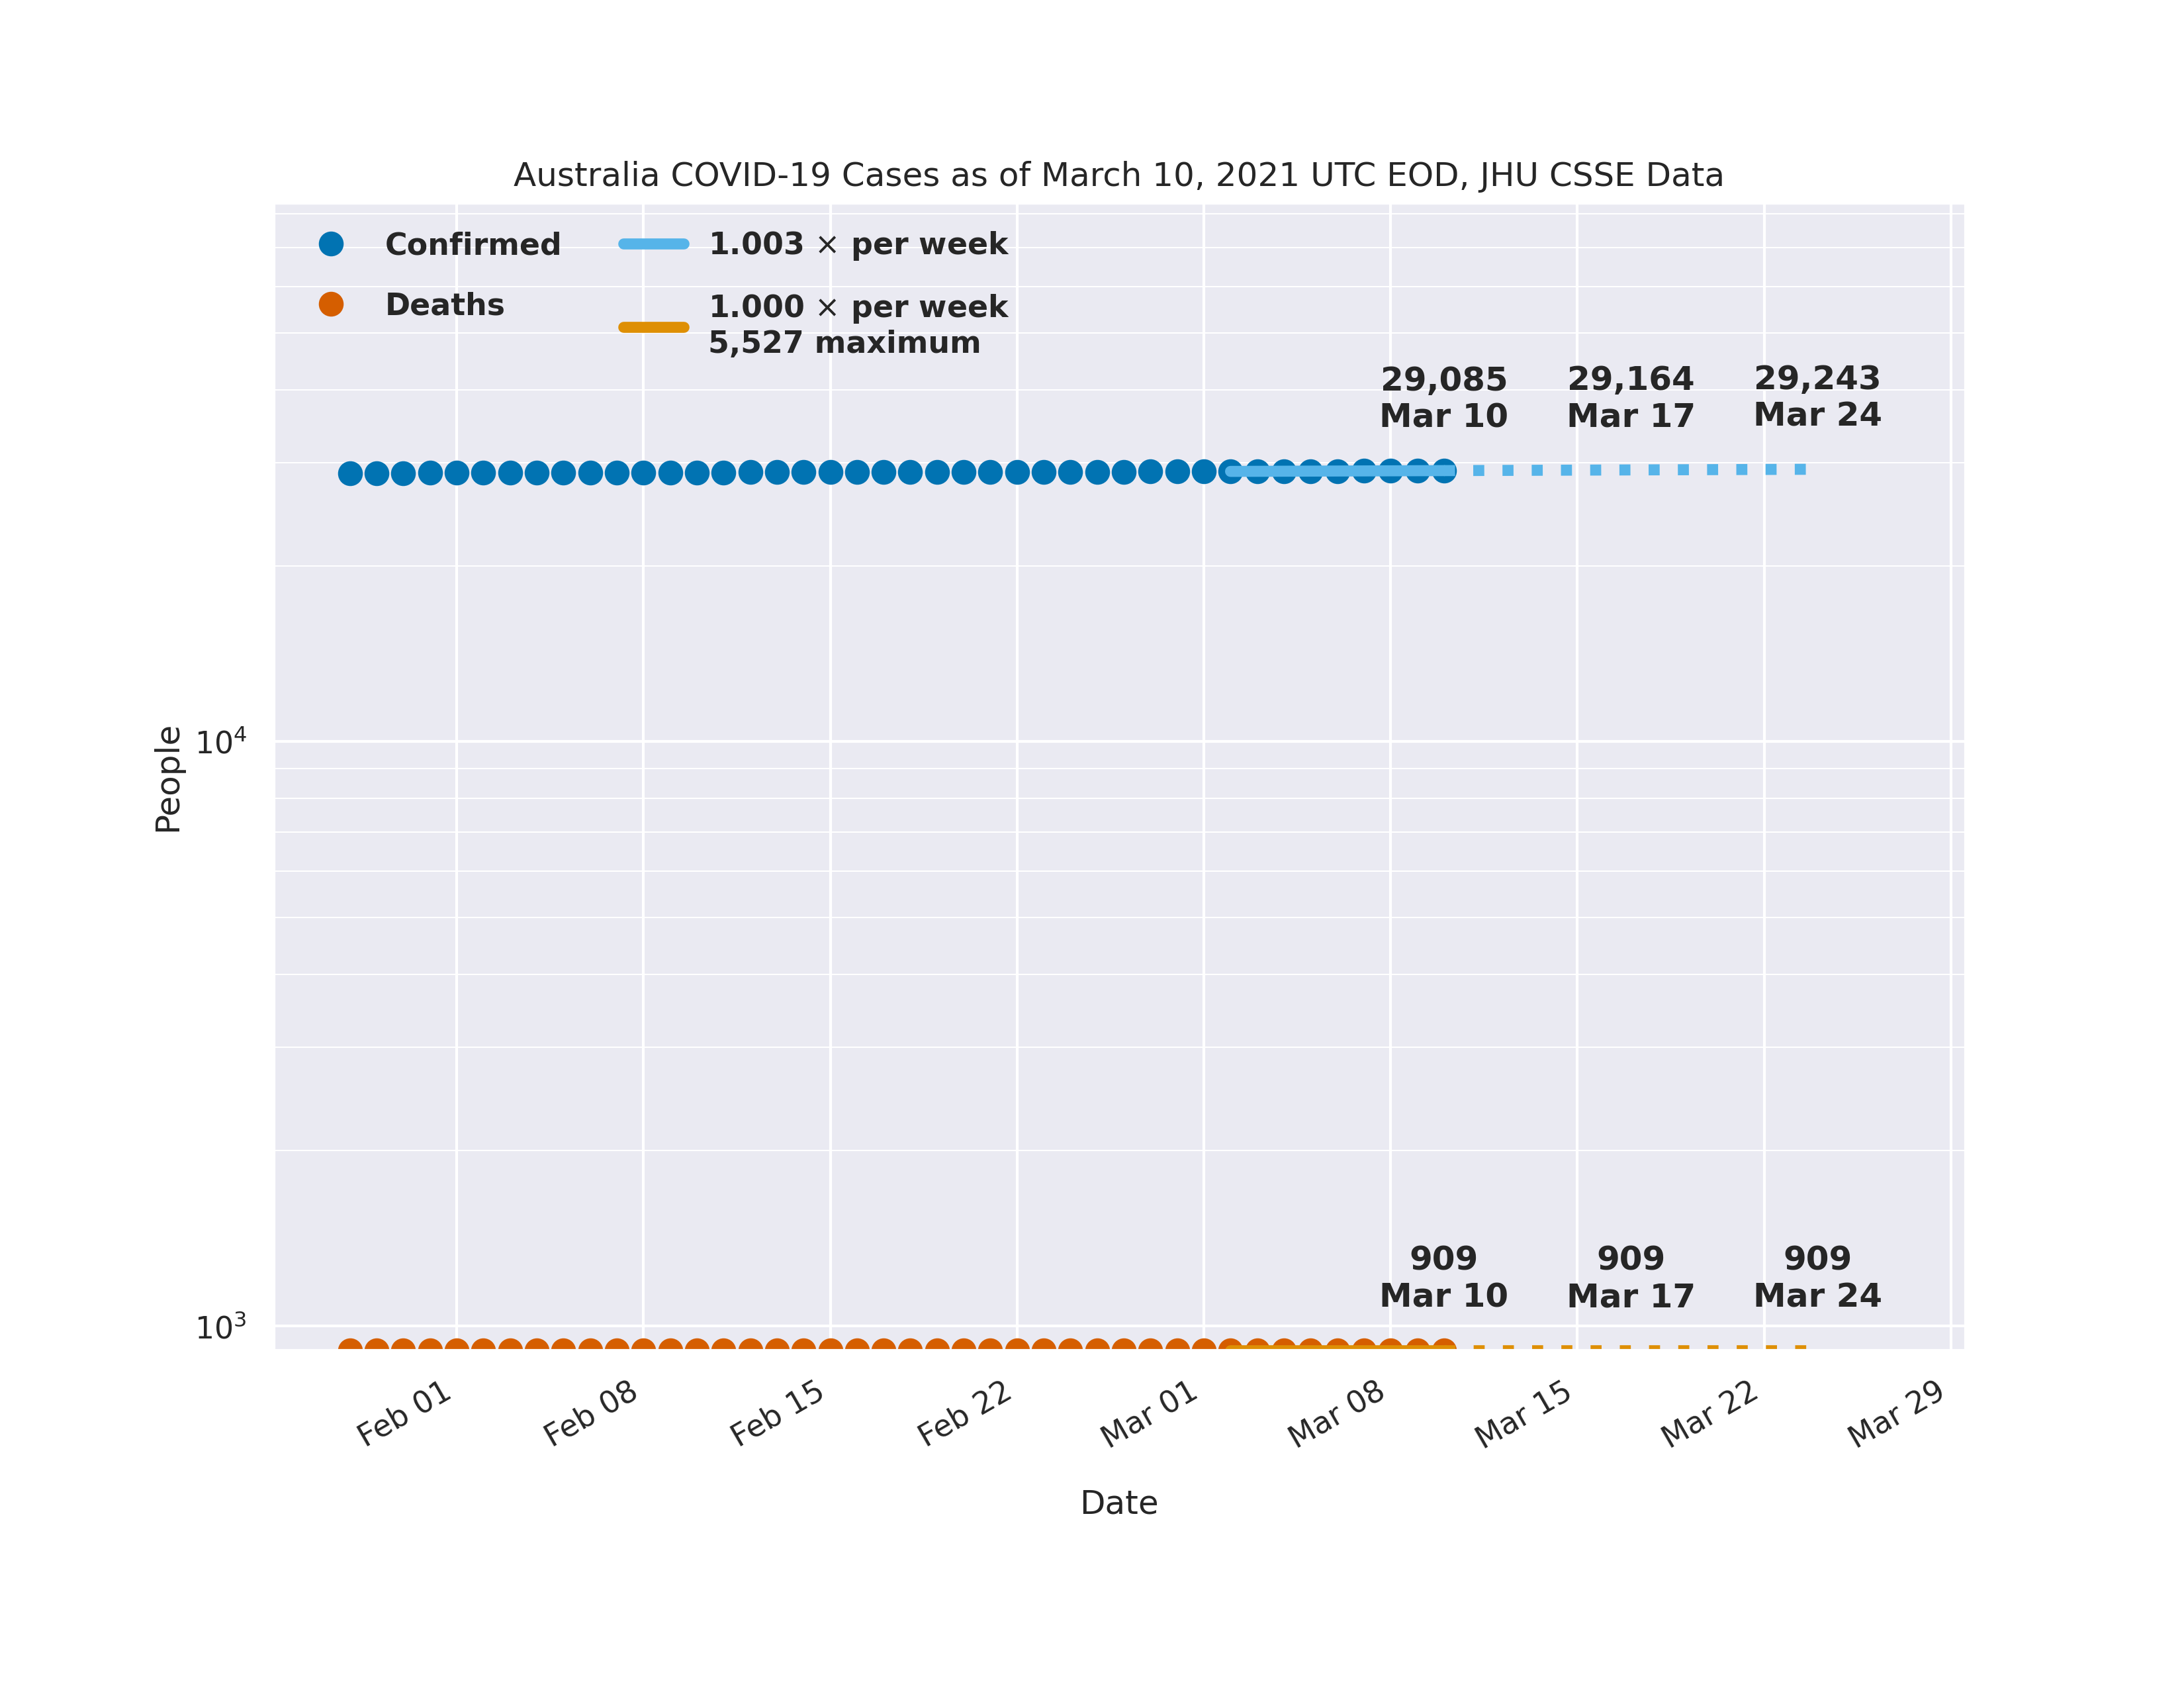 Australia COVID-19 Cases as of March 10, 2021 UTC EOD, JHU CSSE Data
Confirmed
Deaths
1.003 × per week
1.000 × per week
5,527 maximum
29,085
Mar 10
29,164
Mar 17
29,243
Mar 24
People
10⁴
909
Mar 10
909
Mar 17
909
Mar 24
10³
Feb 01
Feb 08
Feb 15
Feb 22
Mar 01
Mar 08
Mar 15
Mar 22
Mar 29
Date